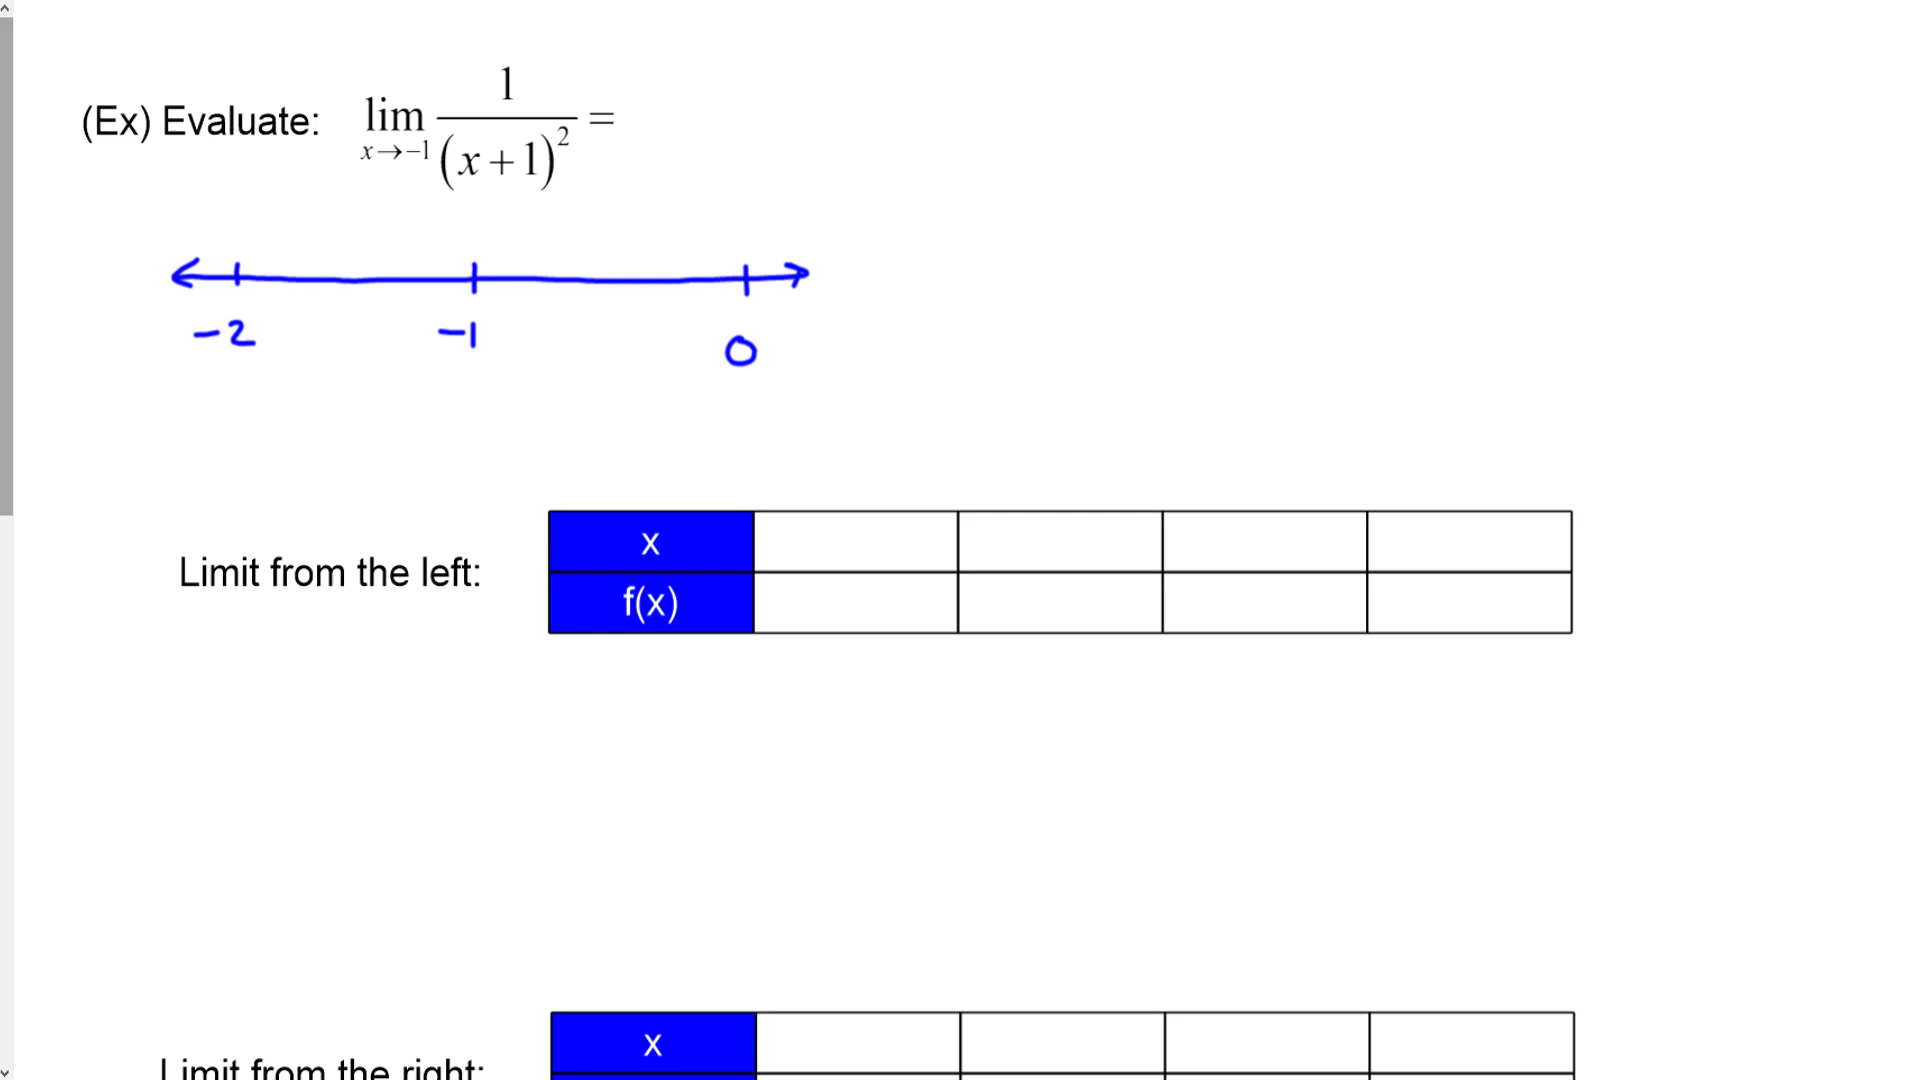 (Ex) Evaluate: lim x→−1 1/(x+1)² =
−2 −1 0
Limit from the left:
x
f(x)
Limit from the right:
x